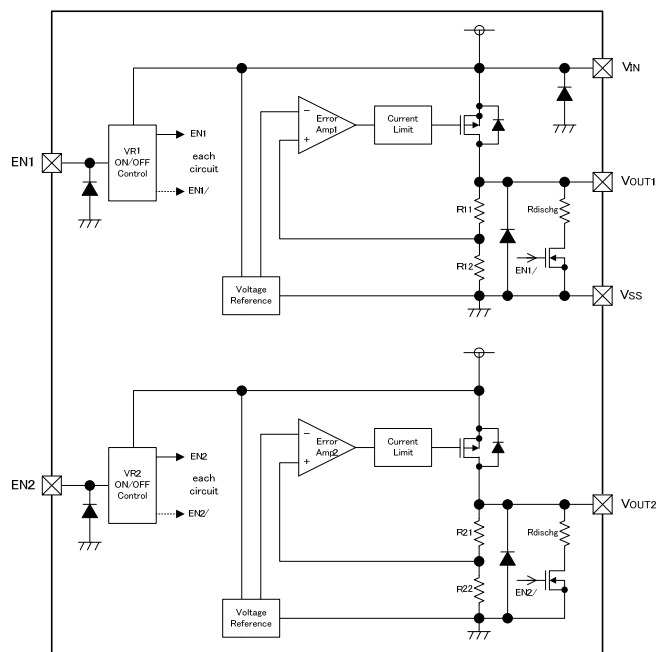 VIN
Error
Amp1
−
+
Current
Limit
EN1
VR1
ON/OFF
Control
EN1
each
circuit
EN1/
VOUT1
R11
Rdischg
R12
EN1/
Voltage
Reference
VSS
EN2
VR2
ON/OFF
Control
EN2
each
circuit
EN2/
Error
Amp2
−
+
Current
Limit
VOUT2
R21
Rdischg
R22
EN2/
Voltage
Reference